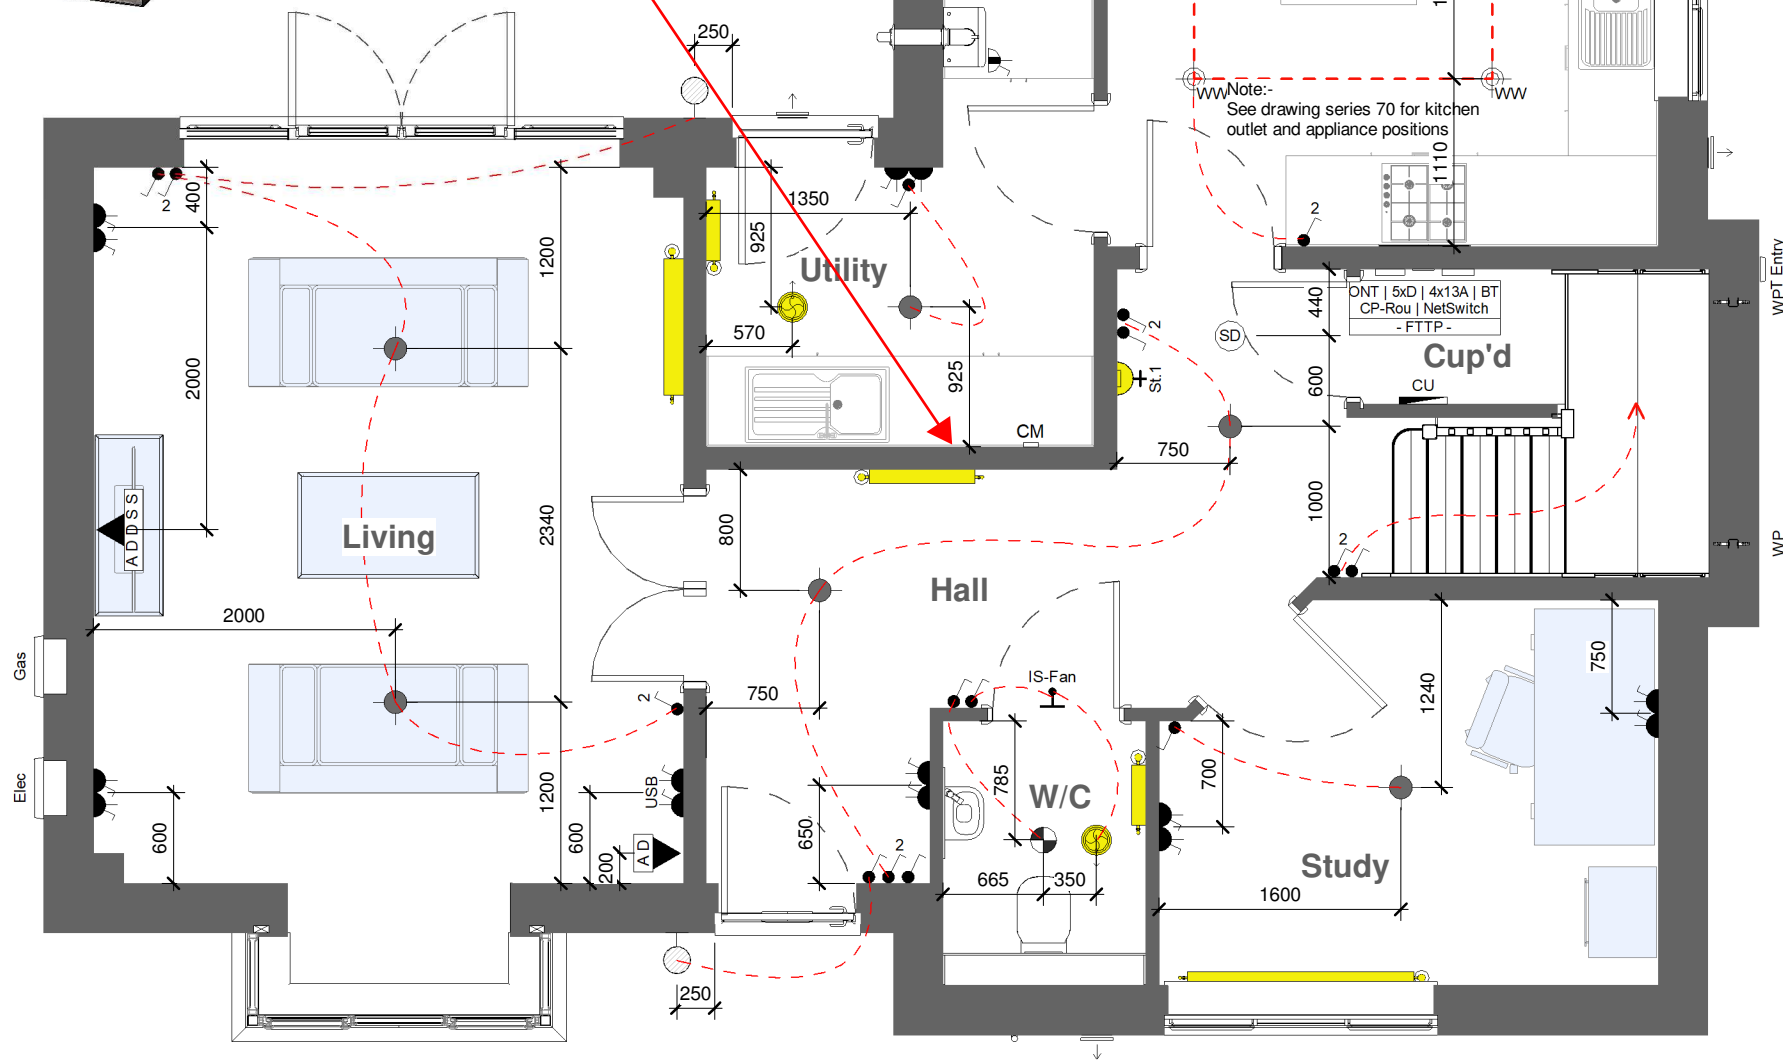 250
WW
WW
Note:-
See drawing series 70 for kitchen
outlet and appliance positions
1110
2
400
1350
925
1200
2
Utility
570
925
2000
2
St.1
SD
440
600
ONT | 5xD | 4x13A | BT
CP-Rou | NetSwitch
- FTTP -
Cup'd
CU
WPT Entry
CM
750
1000
2
WP
A D D S S
Living
2340
800
Hall
2000
Gas
2
750
IS-Fan
1240
750
Elec
600
1200
USB
600
200
A D
650
2
785
W/C
700
Study
665
350
1600
250